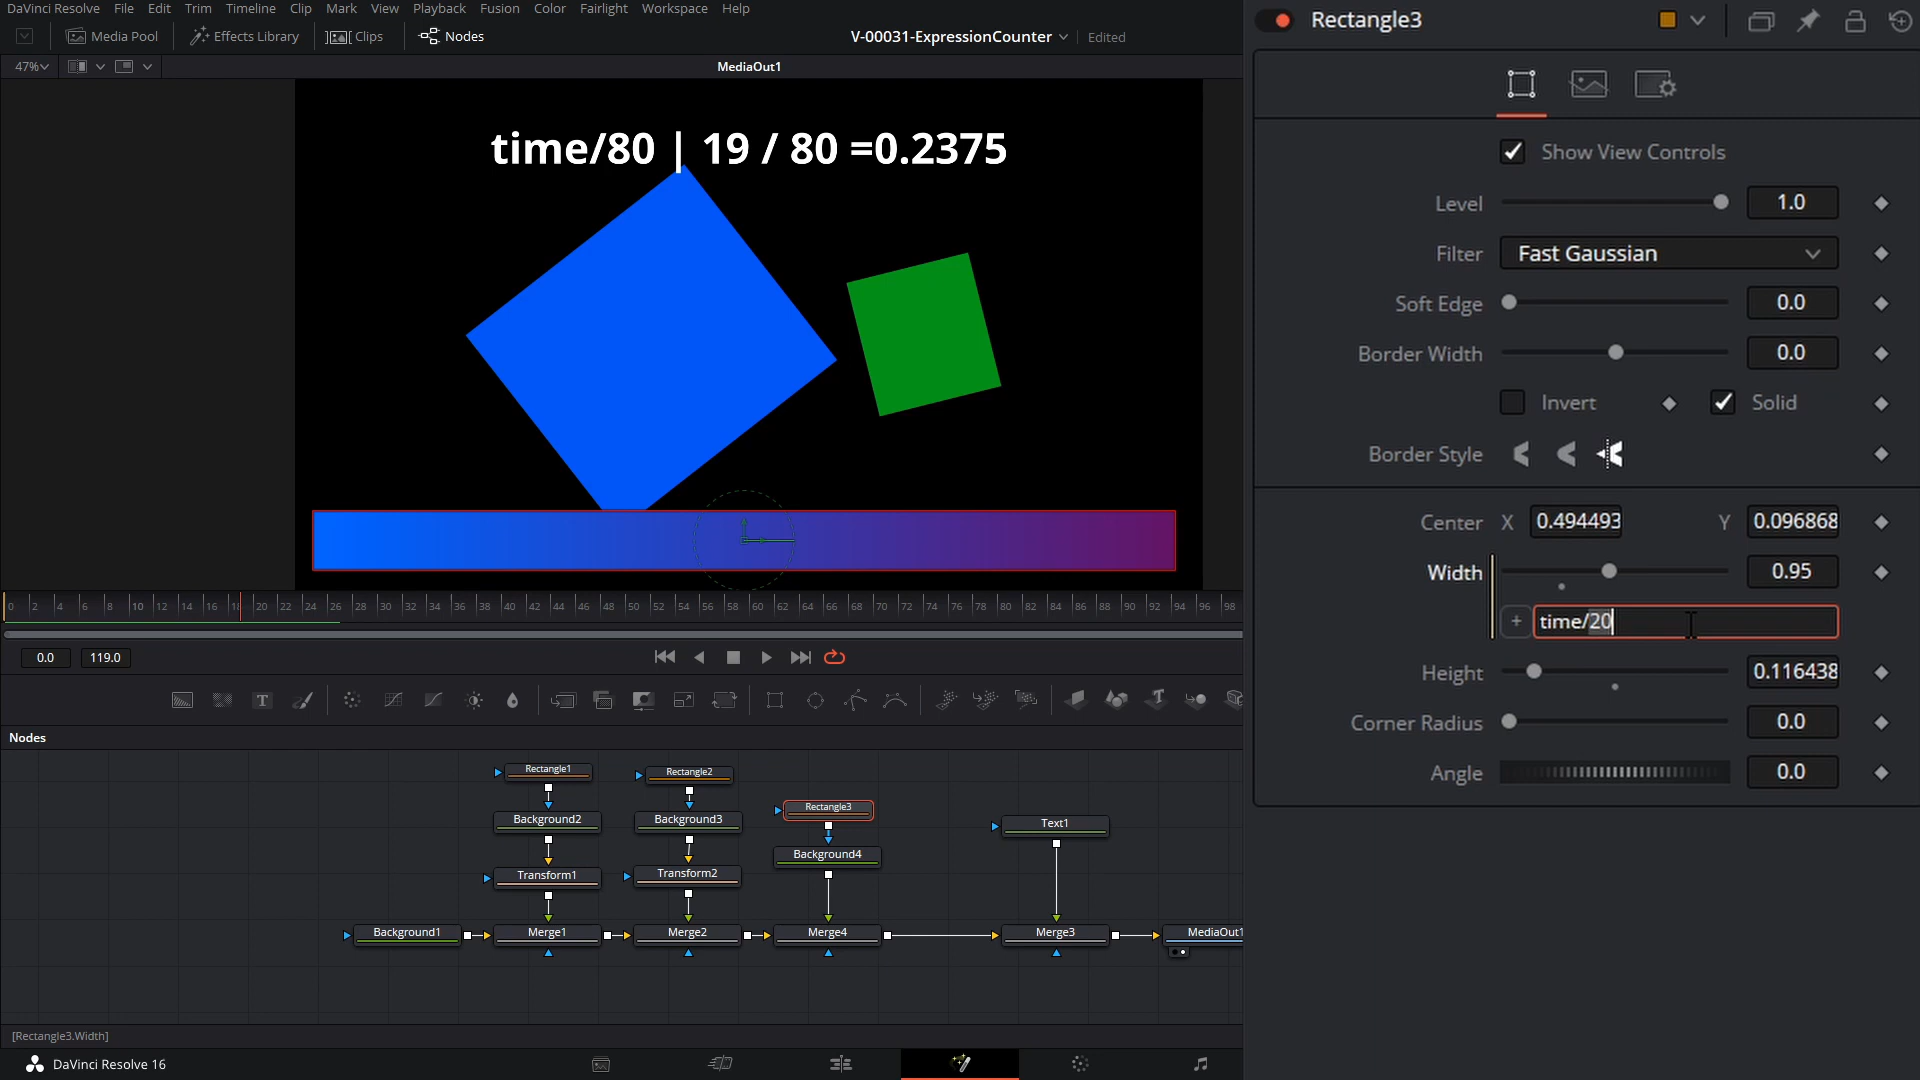 DaVinci Resolve File Edit Trim Timeline Clip Mark View Playback Fusion Color Fairlight Workspace Help
Media Pool Effects Library Clips Nodes V-00031-ExpressionCounter Edited
47% MediaOut1
time/80 | 19 / 80 =0.2375
0 2 4 6 8 10 12 14 16 18 20 22 24 26 28 30 32 34 36 38 40 42 44 46 48 50 52 54 56 58 60 62 64 66 68 70 72 74 76 78 80 82 84 86 88 90 92 94 96 98
0.0 119.0
Nodes
Rectangle1
Rectangle2
Rectangle3
Background2
Background3
Text1
Background4
Transform1
Transform2
Background1
Merge1
Merge2
Merge4
Merge3
MediaOut1
[Rectangle3.Width]
DaVinci Resolve 16
Rectangle3
Show View Controls
Level 1.0
Filter Fast Gaussian
Soft Edge 0.0
Border Width 0.0
Invert Solid
Border Style
Center X 0.494493 Y 0.096868
Width 0.95
+ time/20
Height 0.116438
Corner Radius 0.0
Angle 0.0